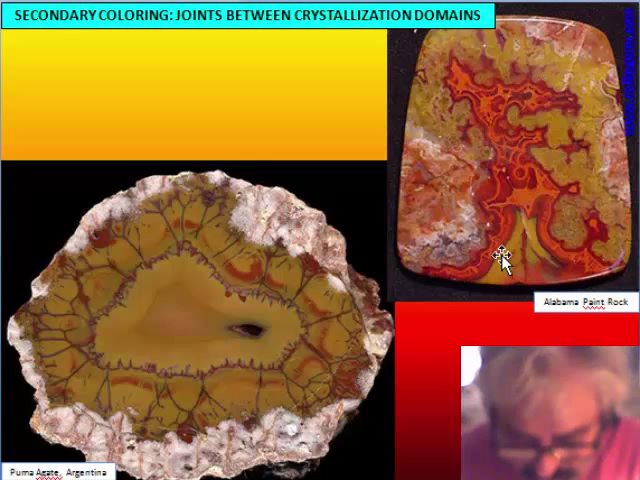 SECONDARY COLORING: JOINTS BETWEEN CRYSTALLIZATION DOMAINS
Alabama Paint Rock
Puma Agate, Argentina